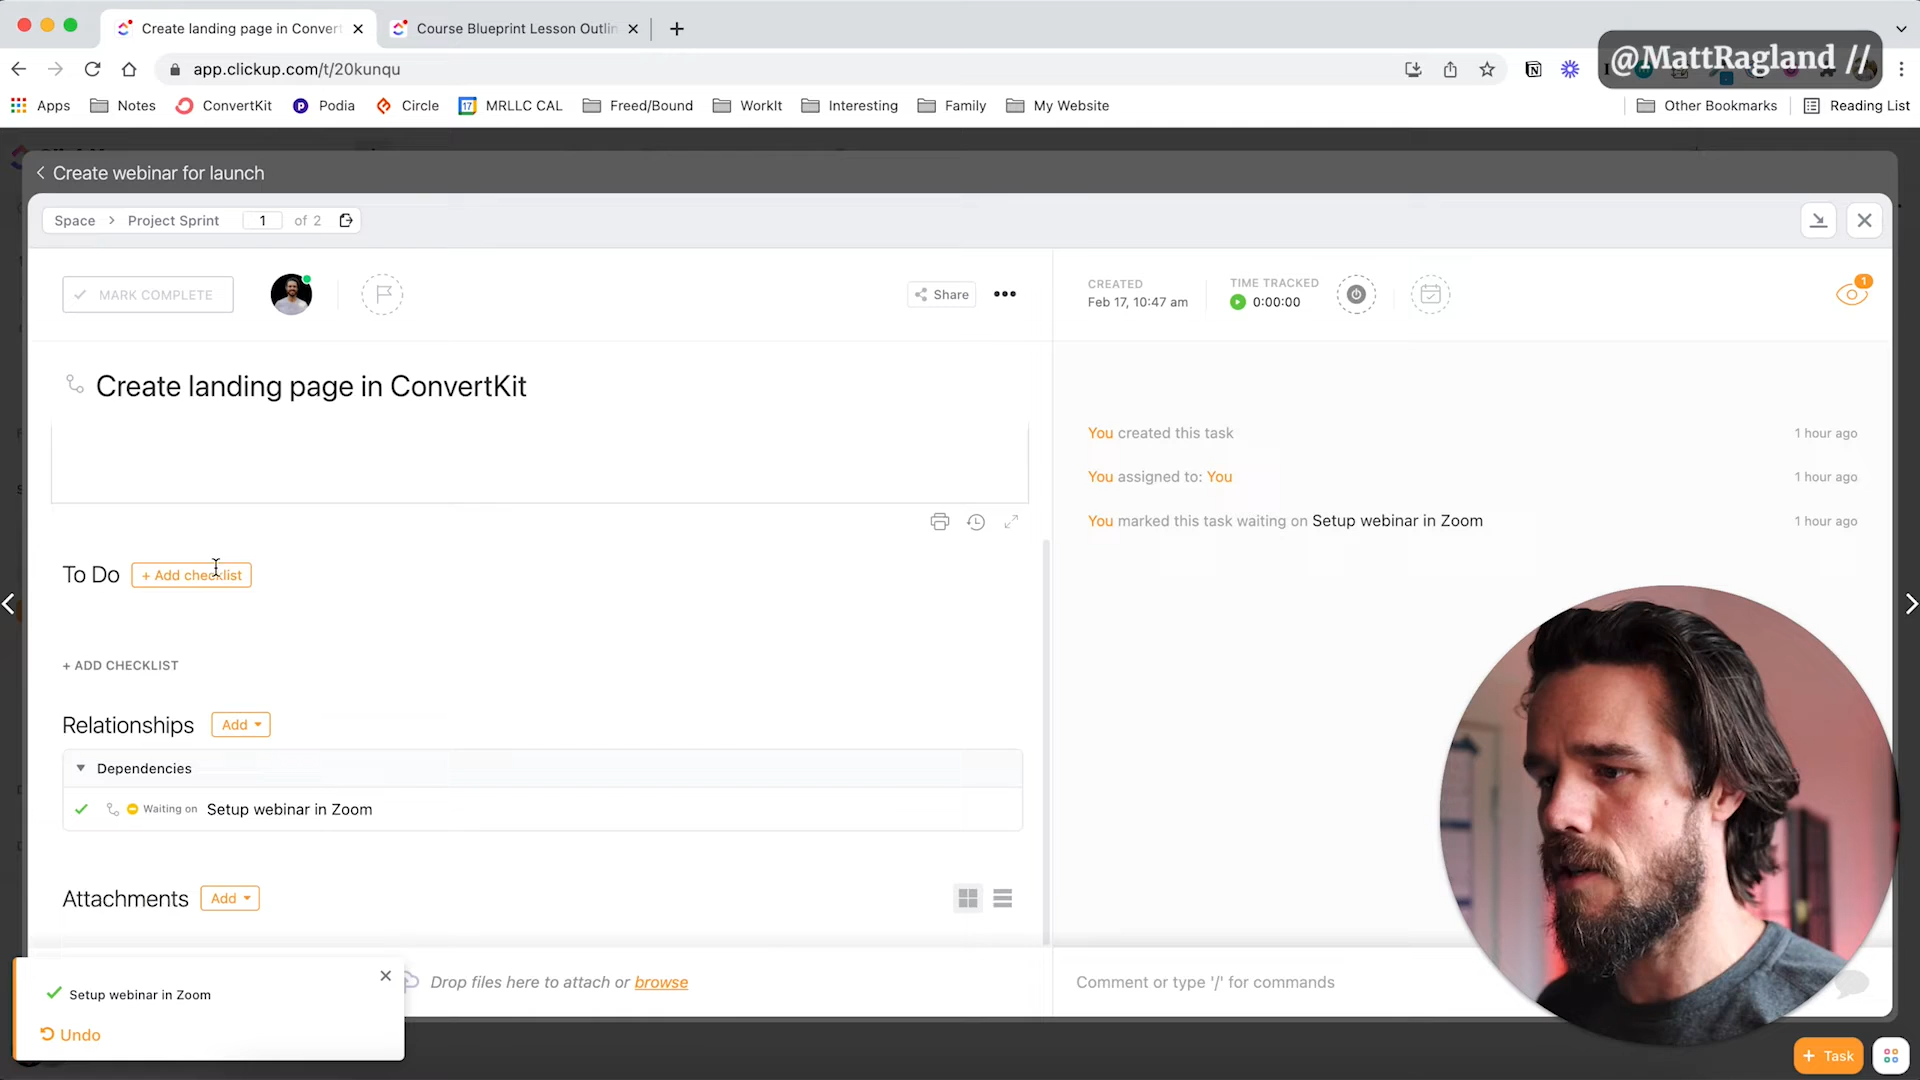 Create landing page in Convert
Course Blueprint Lesson Outlin
@MattRagland //
app.clickup.com/t/20kunqu
Apps
Notes
ConvertKit
Podia
Circle
17
MRLLC CAL
Freed/Bound
WorkIt
Interesting
Family
My Website
Other Bookmarks
Reading List
Create webinar for launch
Space > Project Sprint
1 of 2
MARK COMPLETE
Share
CREATED
Feb 17, 10:47 am
TIME TRACKED
0:00:00
1
Create landing page in ConvertKit
You created this task
1 hour ago
You assigned to: You
1 hour ago
You marked this task waiting on Setup webinar in Zoom
1 hour ago
To Do
+ Add checklist
+ ADD CHECKLIST
Relationships
Add
Dependencies
Waiting on Setup webinar in Zoom
Attachments
Add
Drop files here to attach or browse
Comment or type '/' for commands
Setup webinar in Zoom
Undo
+ Task